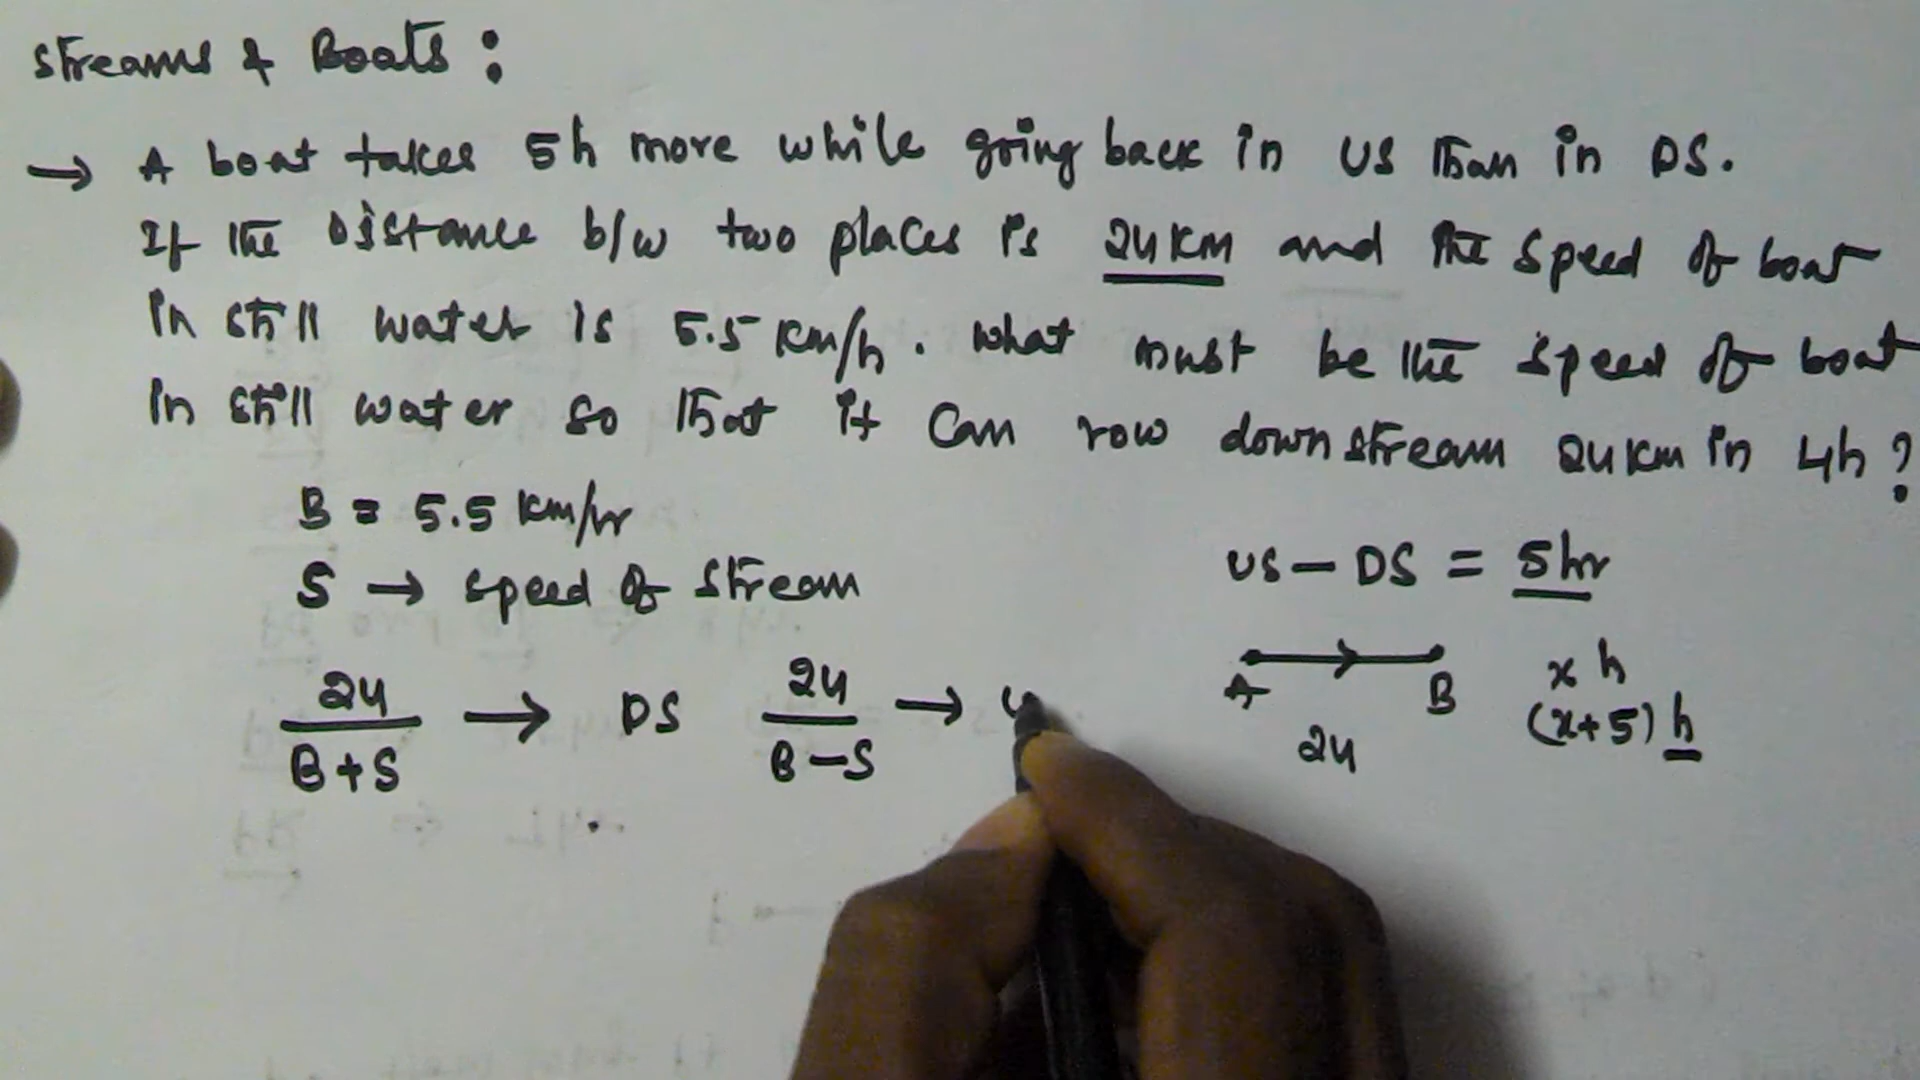 Streams & Boats :
→ A boat takes 5h more while going back in US than in DS.
If the Distance b/w two places is 24 KM and the speed of boat
in still water is 5.5 Km/h. What must be the speed of boat
in still water so that it can row downstream 24 KM in 4h ?
B = 5.5 Km/hr
S → speed of stream
US - DS = 5hr
24/(B+S) → DS 24/(B-S) →
A B
24
x h
(x+5) h